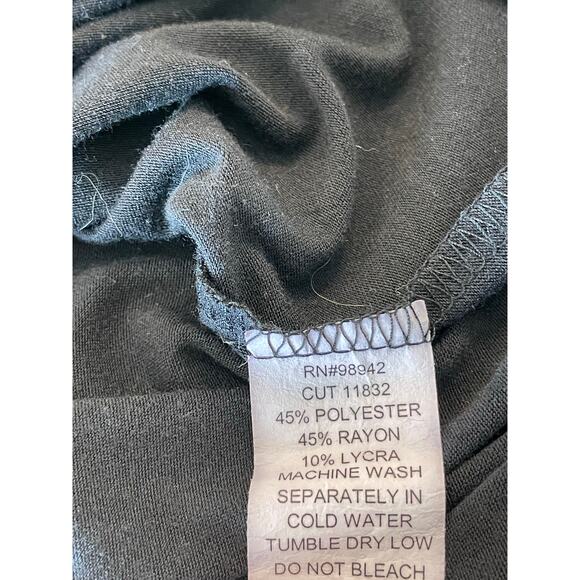 RN#98942
CUT 11832
45% POLYESTER
45% RAYON
10% LYCRA
MACHINE WASH
SEPARATELY IN
COLD WATER
TUMBLE DRY LOW
DO NOT BLEACH